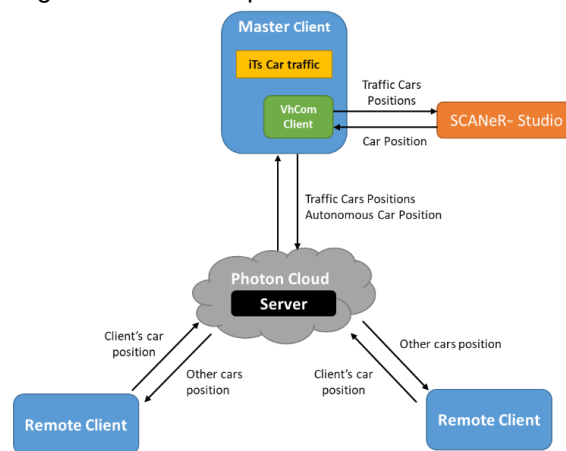 Master Client
iTs Car traffic
VhCom
Client
Traffic Cars
Positions
Car Position
SCANeR– Studio
Traffic Cars Positions
Autonomous Car Position
Photon Cloud
Server
Client's car
position
Other cars
position
Client's car
position
Other cars position
Remote Client
Remote Client